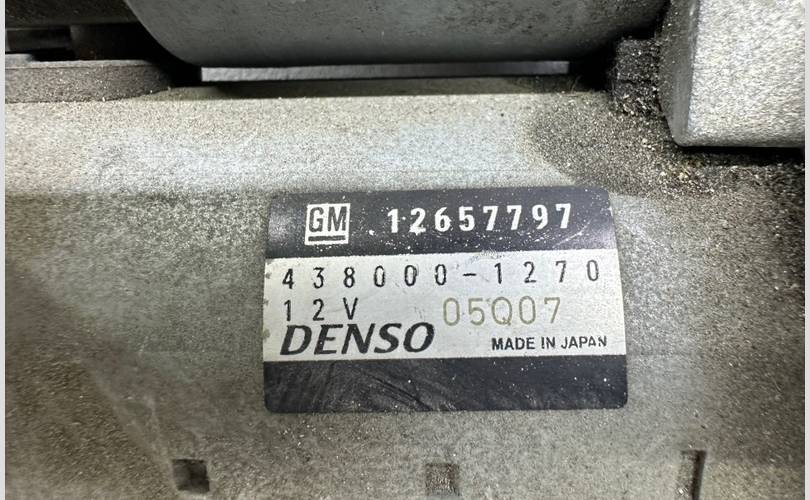 GM 12657797
438000-1270
12V 05Q07
DENSO MADE IN JAPAN